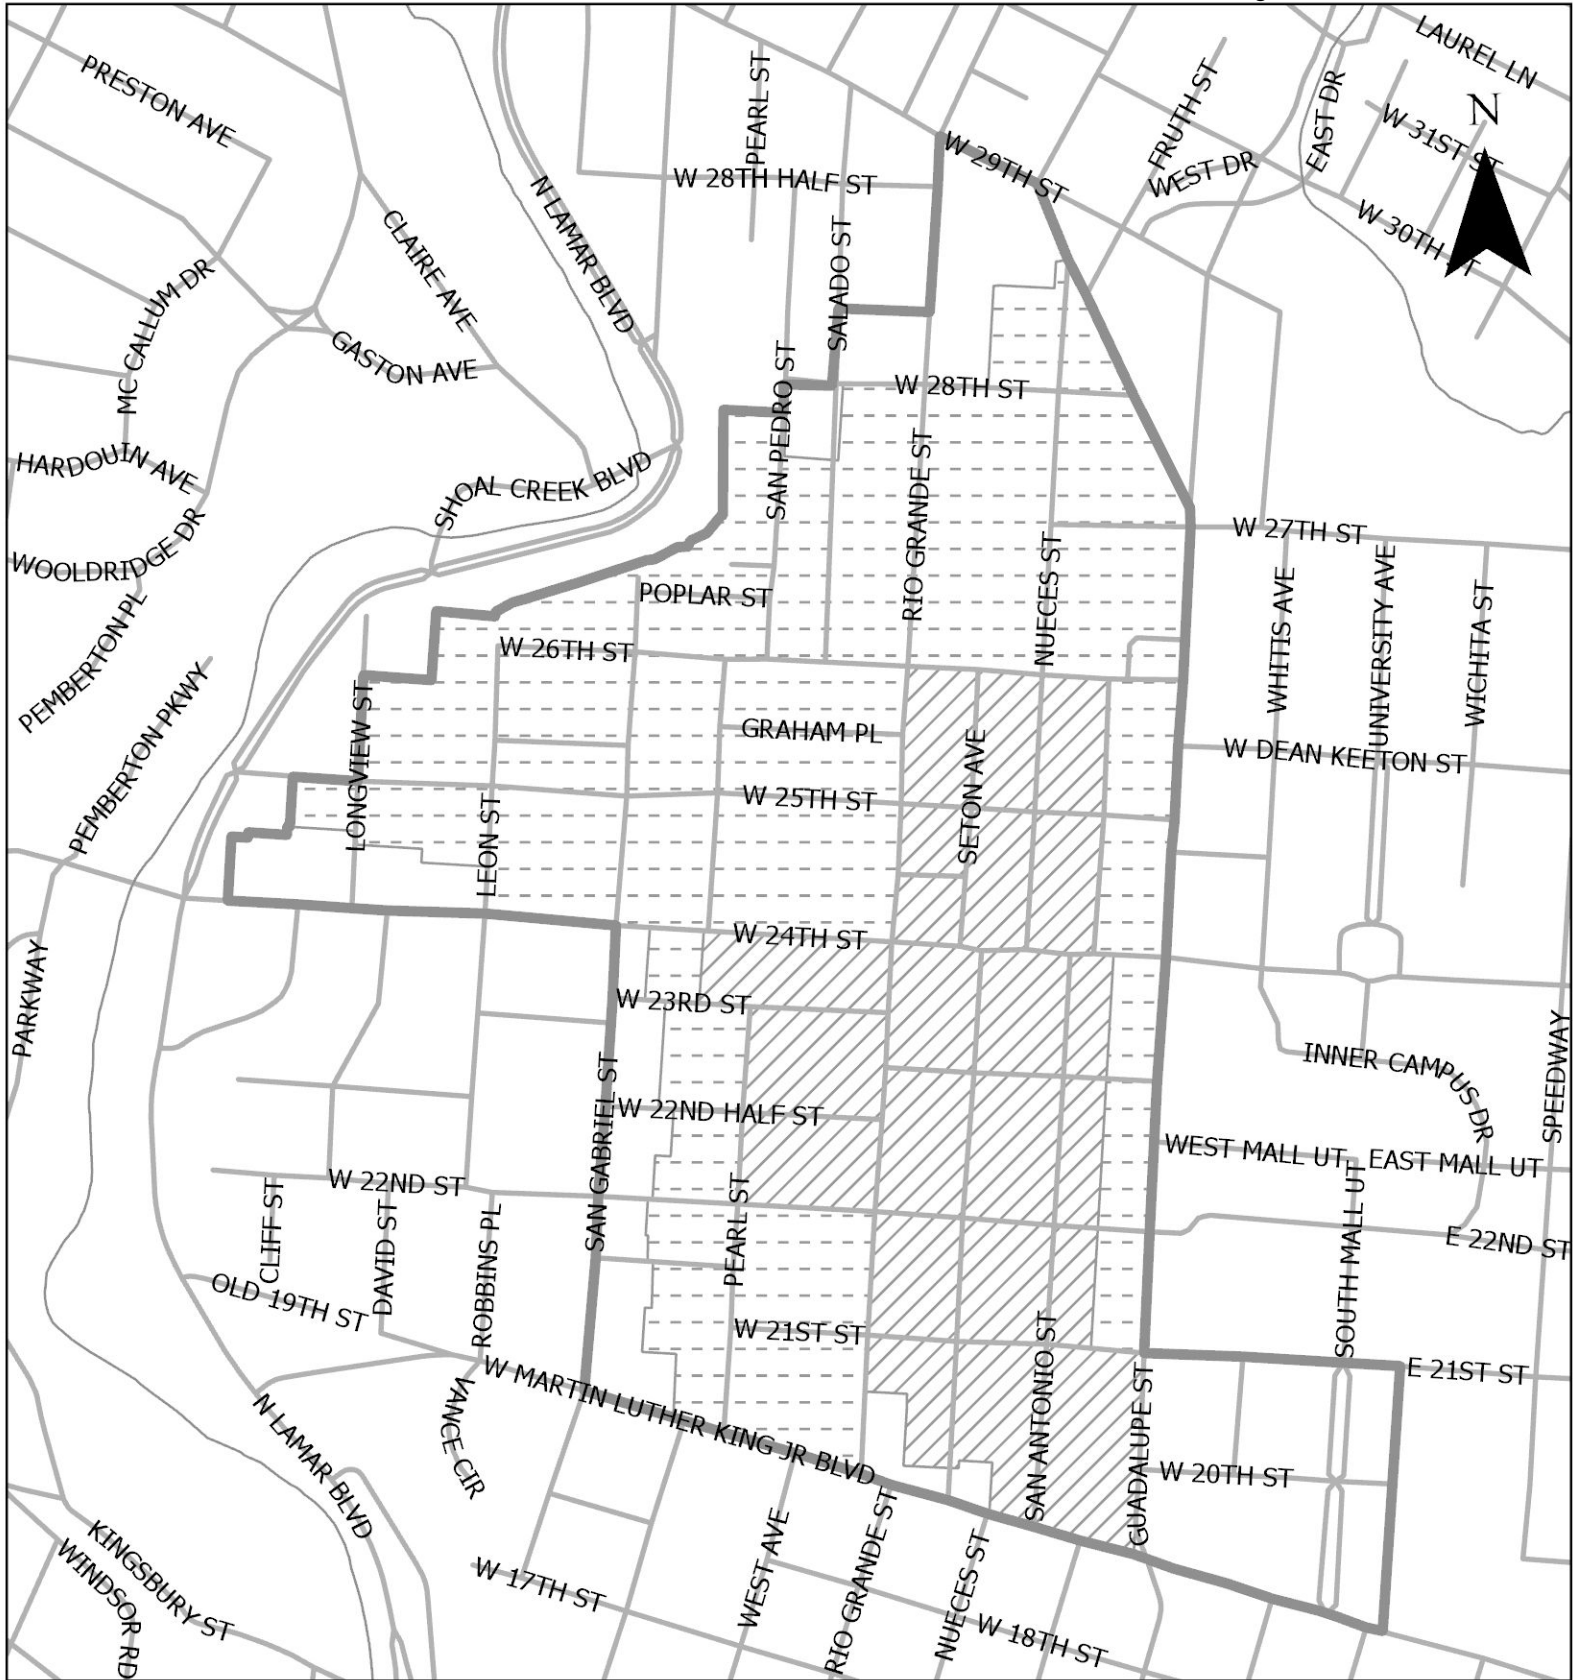 LAUREL LN
PRESTON AVE
PEARL ST
FRUTH ST
EAST DR
N
W 31ST ST
W 29TH ST
WEST DR
W 28TH HALF ST
N LAMAR BLVD
CLAIRE AVE
SALADO ST
W 30TH ST
MC CALLUM DR
GASTON AVE
SAN PEDRO ST
W 28TH ST
HARDOUIN AVE
SHOAL CREEK BLVD
RIO GRANDE ST
W 27TH ST
WOOLDRIDGE DR
NUECES ST
WHITIS AVE
UNIVERSITY AVE
WICHITA ST
PEMBERTON PL
POPLAR ST
W 26TH ST
PEMBERTON PKWY
LONGVIEW ST
GRAHAM PL
SETON AVE
W DEAN KEETON ST
W 25TH ST
LEON ST
W 24TH ST
PARKWAY
W 23RD ST
SPEEDWAY
INNER CAMPUS DR
SAN GABRIEL ST
W 22ND HALF ST
WEST MALL UT
EAST MALL UT
W 22ND ST
CLIFF ST
DAVID ST
ROBBINS PL
PEARL ST
SOUTH MALL UT
E 22ND ST
OLD 19TH ST
W 21ST ST
SAN ANTONIO ST
E 21ST ST
W MARTIN LUTHER KING JR BLVD
GUADALUPE ST
VANCE CIR
N LAMAR BLVD
W 20TH ST
KINGSBURY ST
WINDSOR RD
W 17TH ST
WEST AVE
RIO GRANDE ST
NUECES ST
W 18TH ST